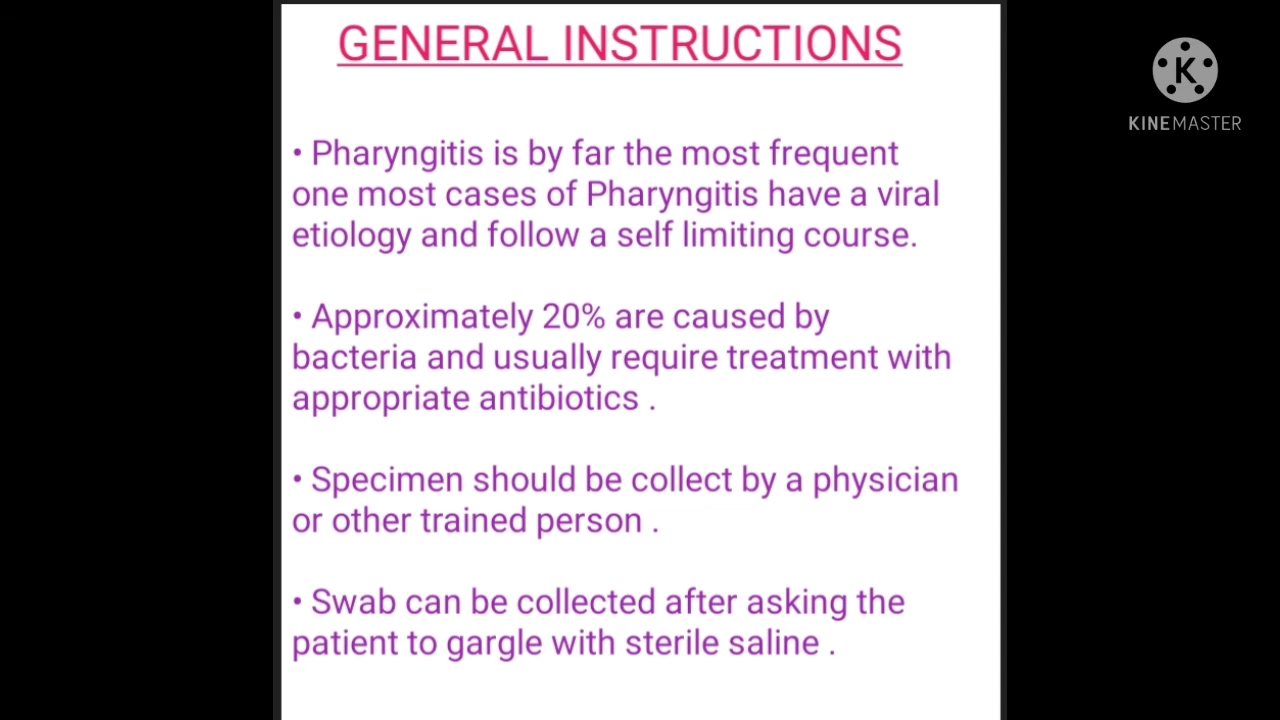 GENERAL INSTRUCTIONS
K
KINEMASTER
• Pharyngitis is by far the most frequent
one most cases of Pharyngitis have a viral
etiology and follow a self limiting course.
• Approximately 20% are caused by
bacteria and usually require treatment with
appropriate antibiotics .
• Specimen should be collect by a physician
or other trained person .
• Swab can be collected after asking the
patient to gargle with sterile saline .